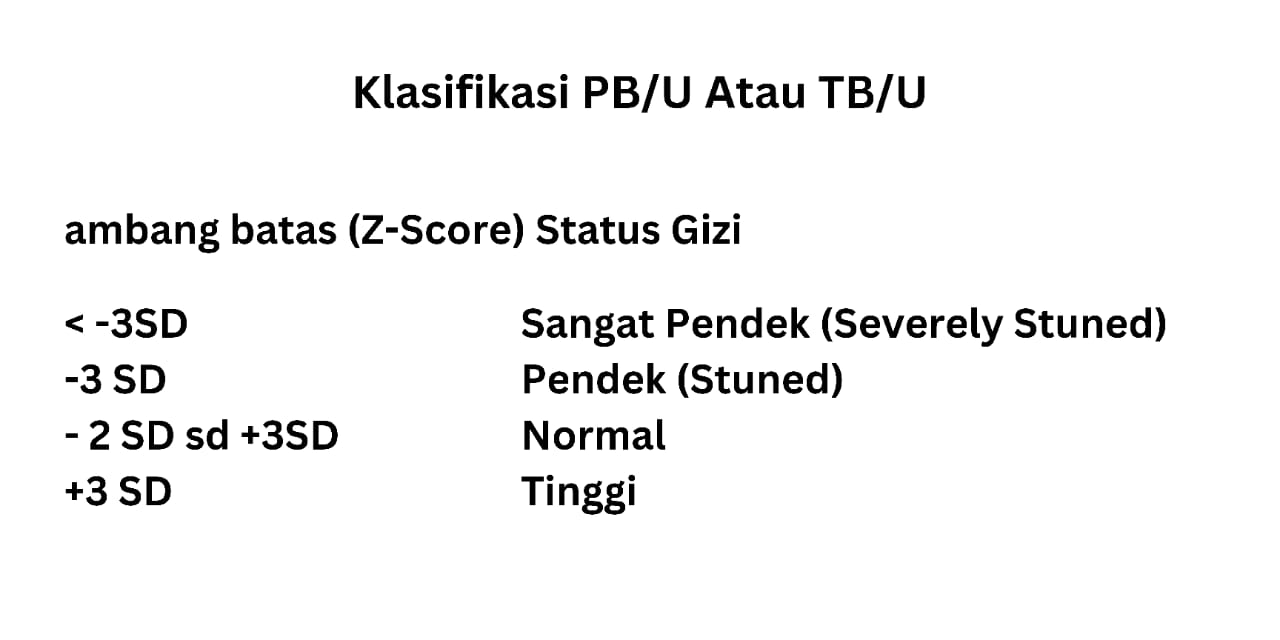 Klasifikasi PB/U Atau TB/U
ambang batas (Z-Score) Status Gizi
< -3SD Sangat Pendek (Severely Stuned)
-3 SD Pendek (Stuned)
- 2 SD sd +3SD Normal
+3 SD Tinggi